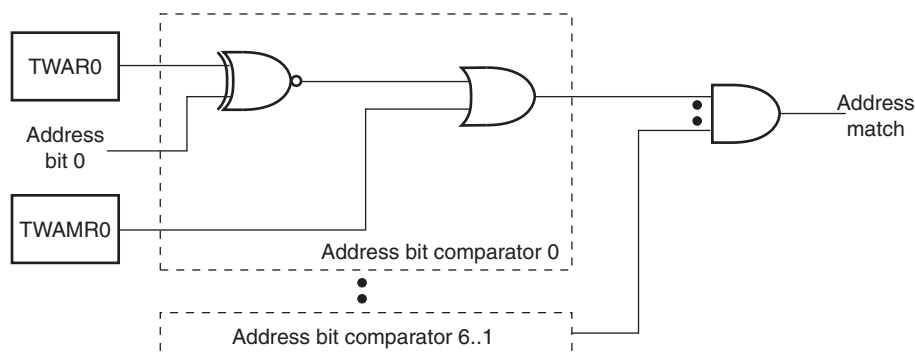 TWAR0
Address
bit 0
TWAMR0
Address bit comparator 0
Address bit comparator 6..1
Address
match